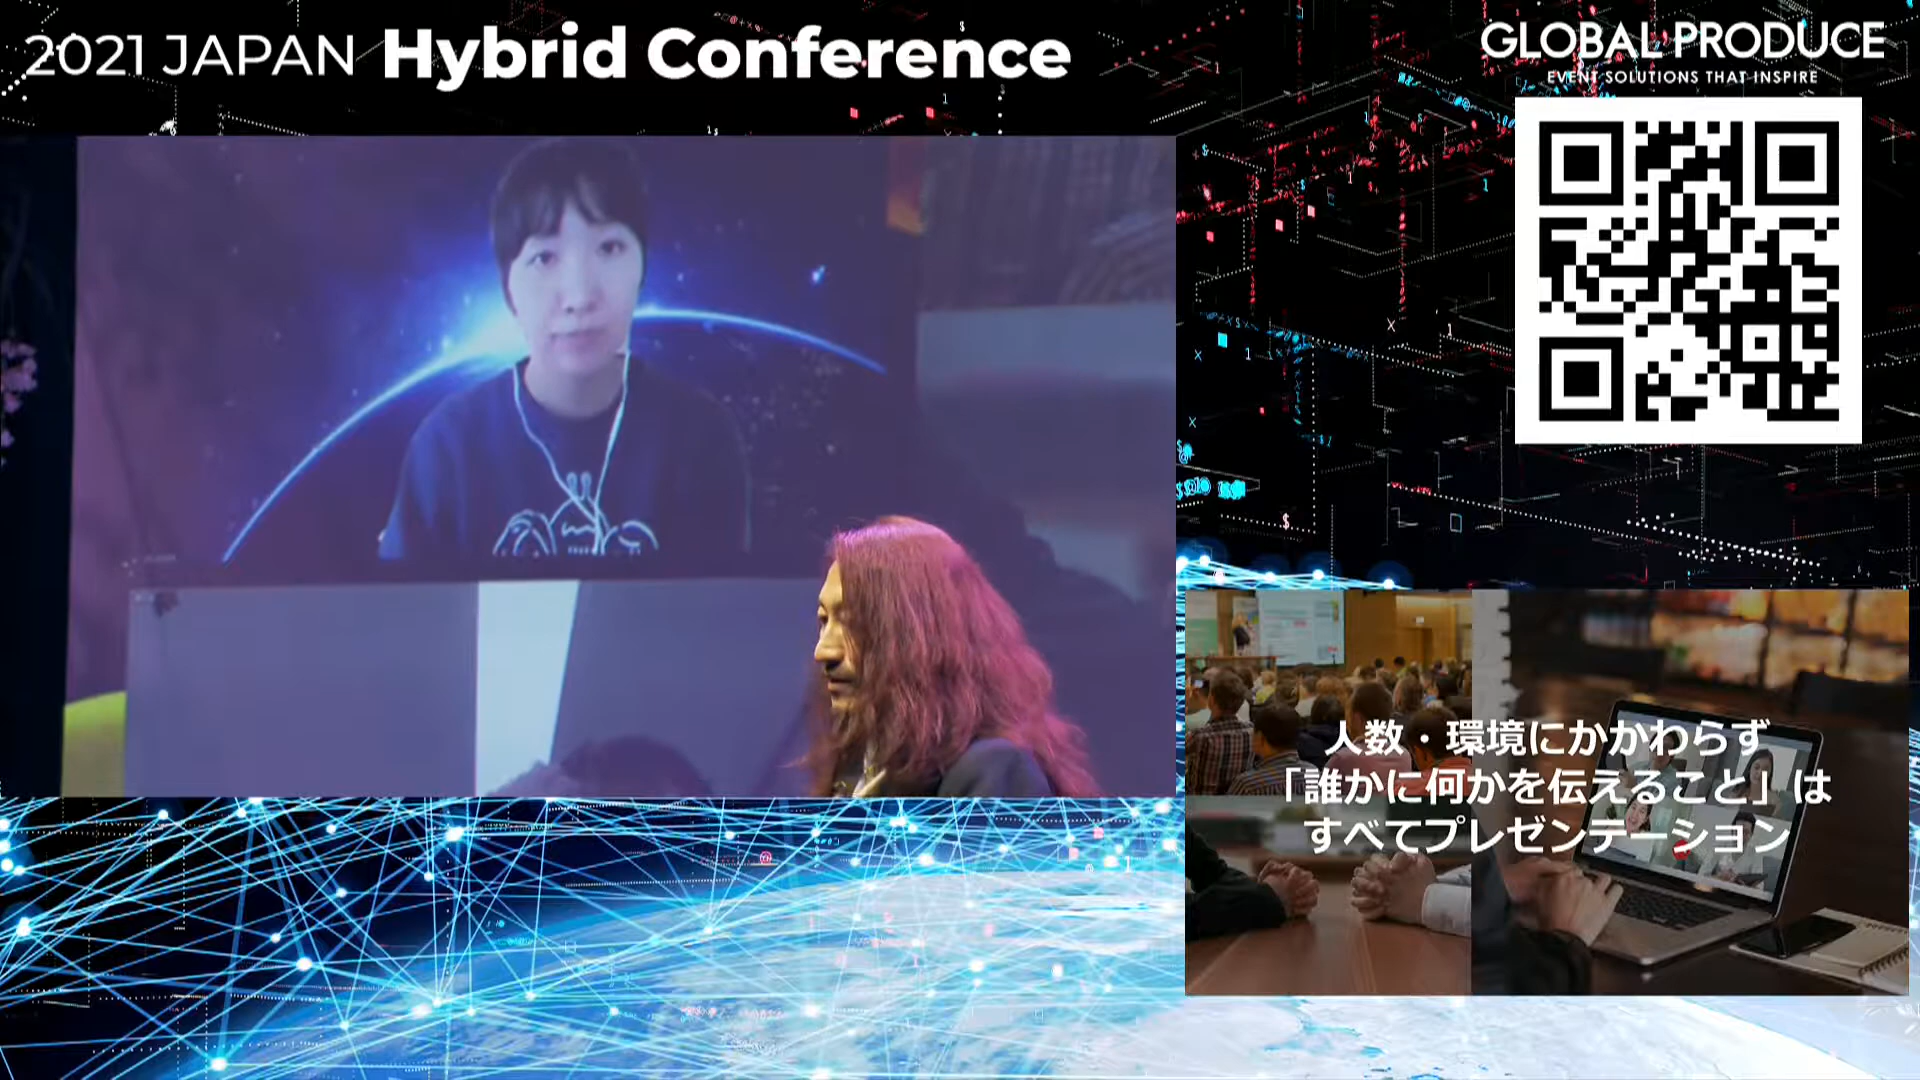 2021 JAPAN Hybrid Conference
GLOBAL PRODUCE
EVENT SOLUTIONS THAT INSPIRE
人数・環境にかかわらず
「誰かに何かを伝えること」は
すべてプレゼンテーション